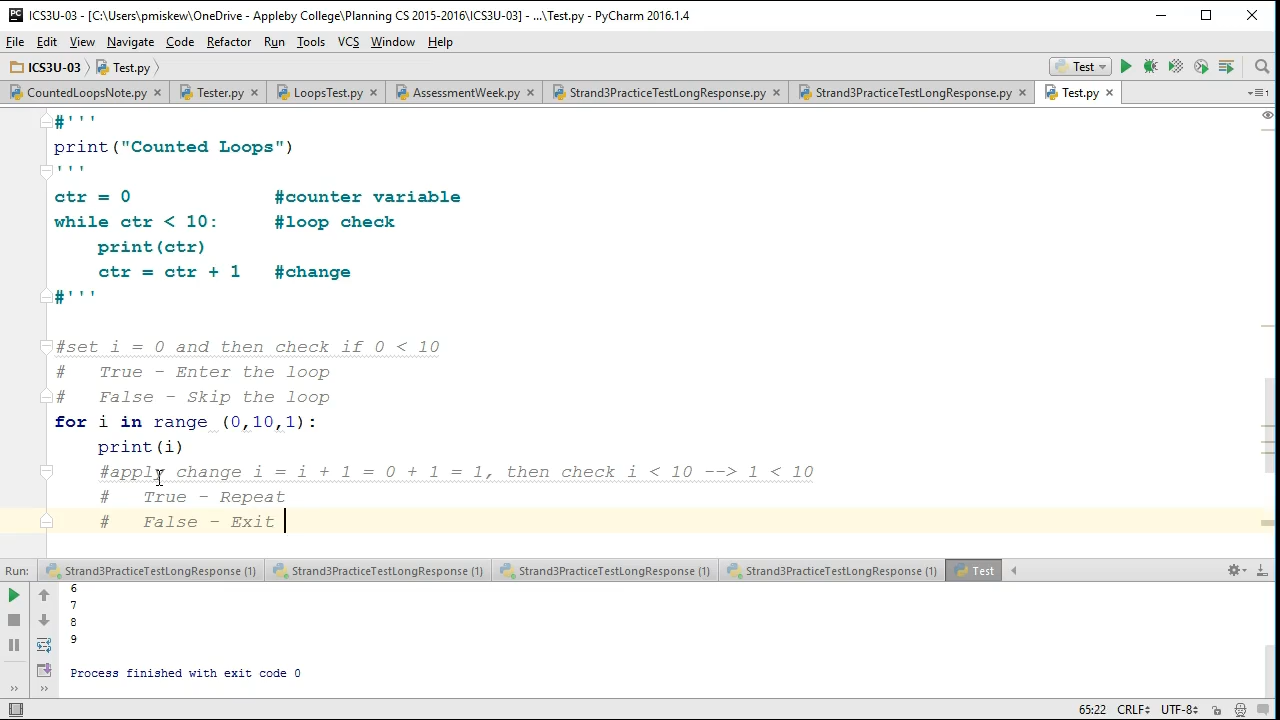 ICS3U-03 - [C:\Users\pmiskew\OneDrive - Appleby College\Planning CS 2015-2016\ICS3U-03] - ...\Test.py - PyCharm 2016.1.4
File Edit View Navigate Code Refactor Run Tools VCS Window Help
ICS3U-03 Test.py Test
CountedLoopsNote.py Tester.py LoopsTest.py AssessmentWeek.py Strand3PracticeTestLongResponse.py Strand3PracticeTestLongResponse.py Test.py
#'''
print("Counted Loops")
'''
ctr = 0 #counter variable
while ctr < 10: #loop check
print(ctr)
ctr = ctr + 1 #change
#'''
#set i = 0 and then check if 0 < 10
# True - Enter the loop
# False - Skip the loop
for i in range (0,10,1):
print(i)
#apply change i = i + 1 = 0 + 1 = 1, then check i < 10 --> 1 < 10
# True - Repeat
# False - Exit
Run: Strand3PracticeTestLongResponse (1) Strand3PracticeTestLongResponse (1) Strand3PracticeTestLongResponse (1) Strand3PracticeTestLongResponse (1) Test
6
7
8
9
Process finished with exit code 0
65:22 CRLF UTF-8